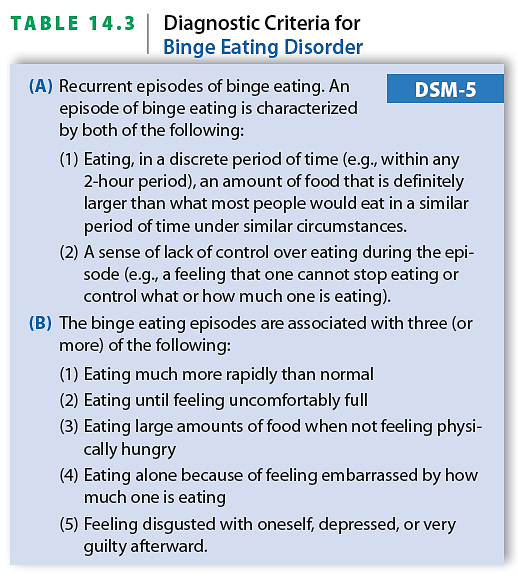 TABLE 14.3
Diagnostic Criteria for
Binge Eating Disorder
DSM-5
(A) Recurrent episodes of binge eating. An
episode of binge eating is characterized
by both of the following:
(1) Eating, in a discrete period of time (e.g., within any
2-hour period), an amount of food that is definitely
larger than what most people would eat in a similar
period of time under similar circumstances.
(2) A sense of lack of control over eating during the epi-
sode (e.g., a feeling that one cannot stop eating or
control what or how much one is eating).
(B) The binge eating episodes are associated with three (or
more) of the following:
(1) Eating much more rapidly than normal
(2) Eating until feeling uncomfortably full
(3) Eating large amounts of food when not feeling physi-
cally hungry
(4) Eating alone because of feeling embarrassed by how
much one is eating
(5) Feeling disgusted with oneself, depressed, or very
guilty afterward.